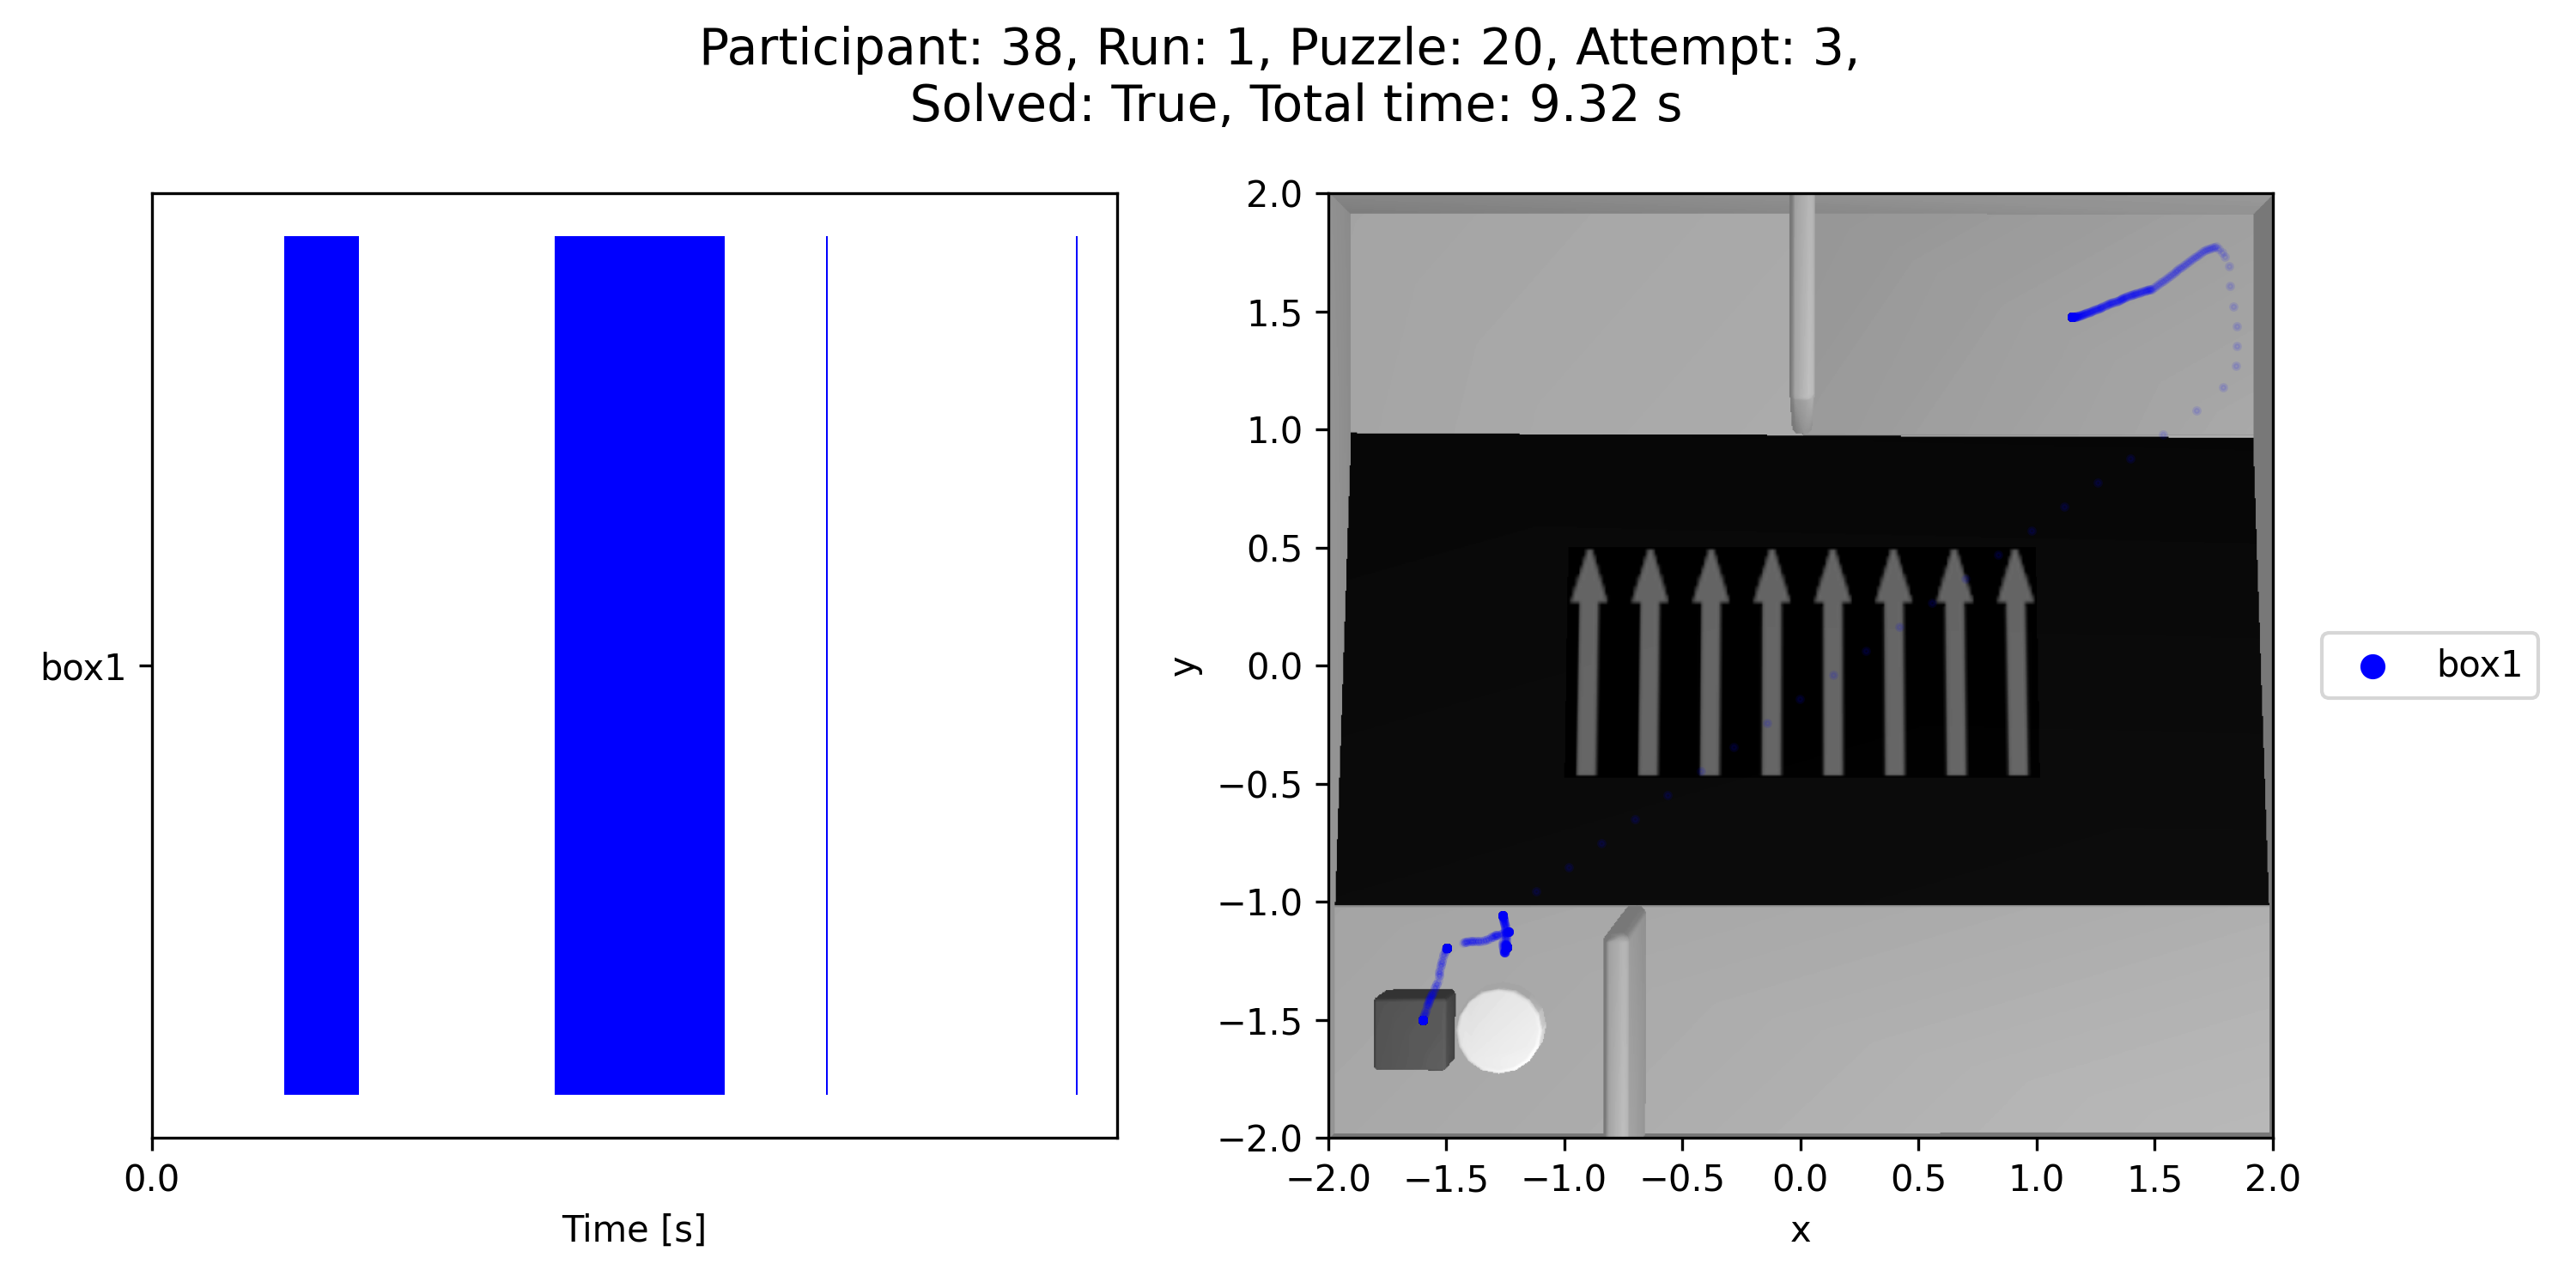 Participant: 38, Run: 1, Puzzle: 20, Attempt: 3,
Solved: True, Total time: 9.32 s
box1
0.0
Time [s]
2.0
1.5
1.0
0.5
0.0
−0.5
−1.0
−1.5
−2.0
y
−2.0 −1.5 −1.0 −0.5 0.0 0.5 1.0 1.5 2.0
x
box1